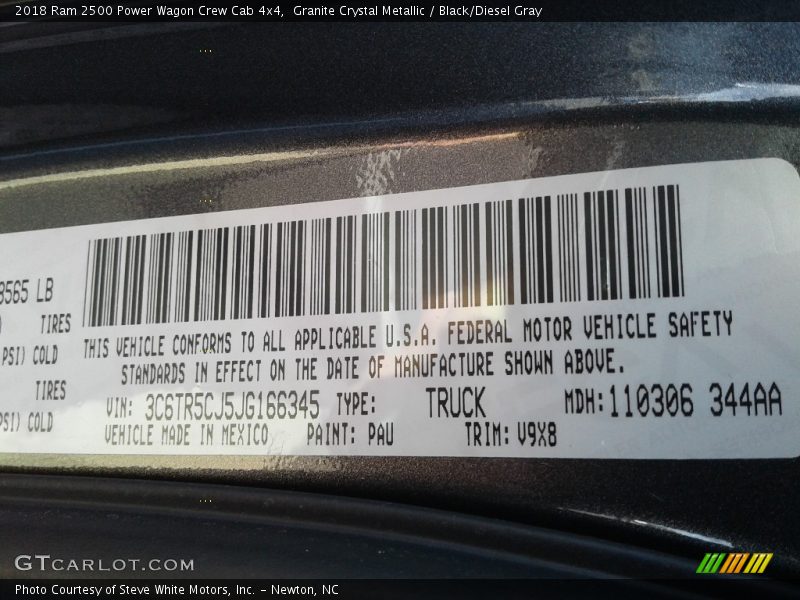 2018 Ram 2500 Power Wagon Crew Cab 4x4,  Granite Crystal Metallic / Black/Diesel Gray
8565 LB
TIRES
PSI) COLD
TIRES
PSI) COLD
THIS VEHICLE CONFORMS TO ALL APPLICABLE U.S.A. FEDERAL MOTOR VEHICLE SAFETY
STANDARDS IN EFFECT ON THE DATE OF MANUFACTURE SHOWN ABOVE.
VIN: 3C6TR5CJ5JG166345 TYPE: TRUCK MDH:110306 344AA
VEHICLE MADE IN MEXICO PAINT: PAU TRIM: V9X8
GTCARLOT.COM
Photo Courtesy of Steve White Motors, Inc. – Newton, NC